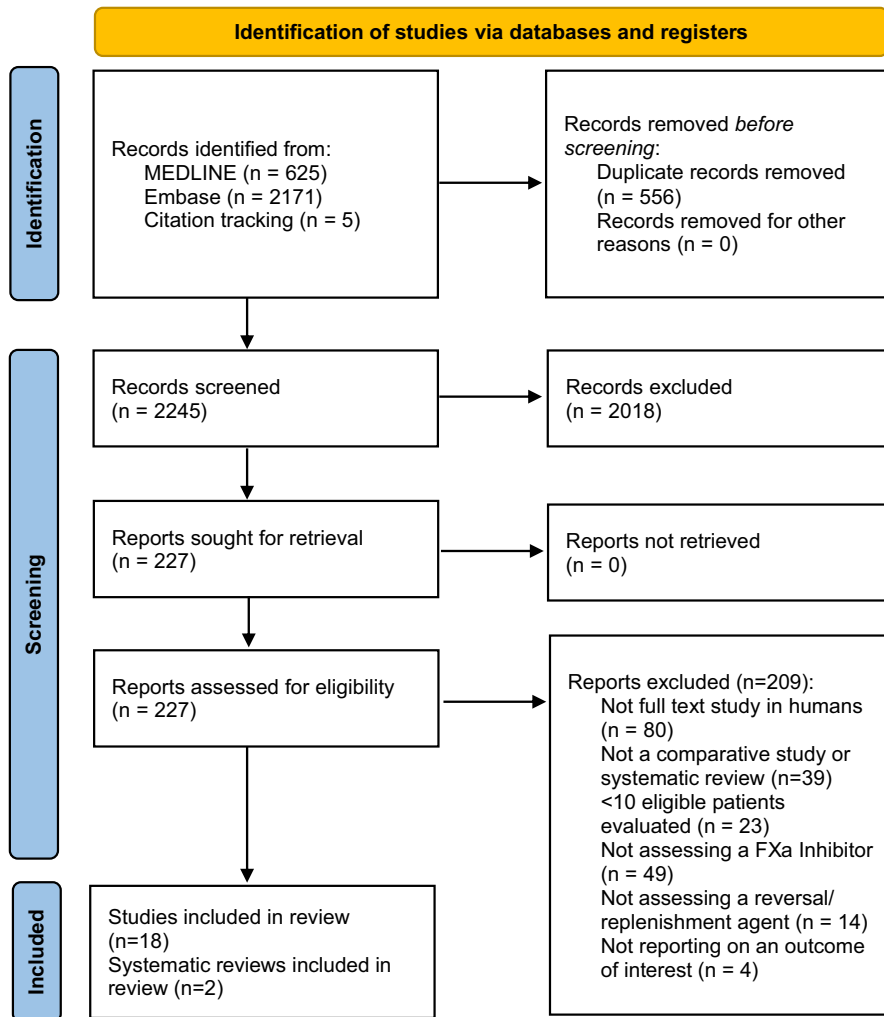 Identification of studies via databases and registers
Identification
Records identified from:
MEDLINE (n = 625)
Embase (n = 2171)
Citation tracking (n = 5)
Records removed before
screening:
Duplicate records removed
(n = 556)
Records removed for other
reasons (n = 0)
Screening
Records screened
(n = 2245)
Records excluded
(n = 2018)
Reports sought for retrieval
(n = 227)
Reports not retrieved
(n = 0)
Reports assessed for eligibility
(n = 227)
Reports excluded (n=209):
Not full text study in humans
(n = 80)
Not a comparative study or
systematic review (n=39)
<10 eligible patients
evaluated (n = 23)
Not assessing a FXa Inhibitor
(n = 49)
Not assessing a reversal/
replenishment agent (n = 14)
Not reporting on an outcome
of interest (n = 4)
Included
Studies included in review
(n=18)
Systematic reviews included in
review (n=2)